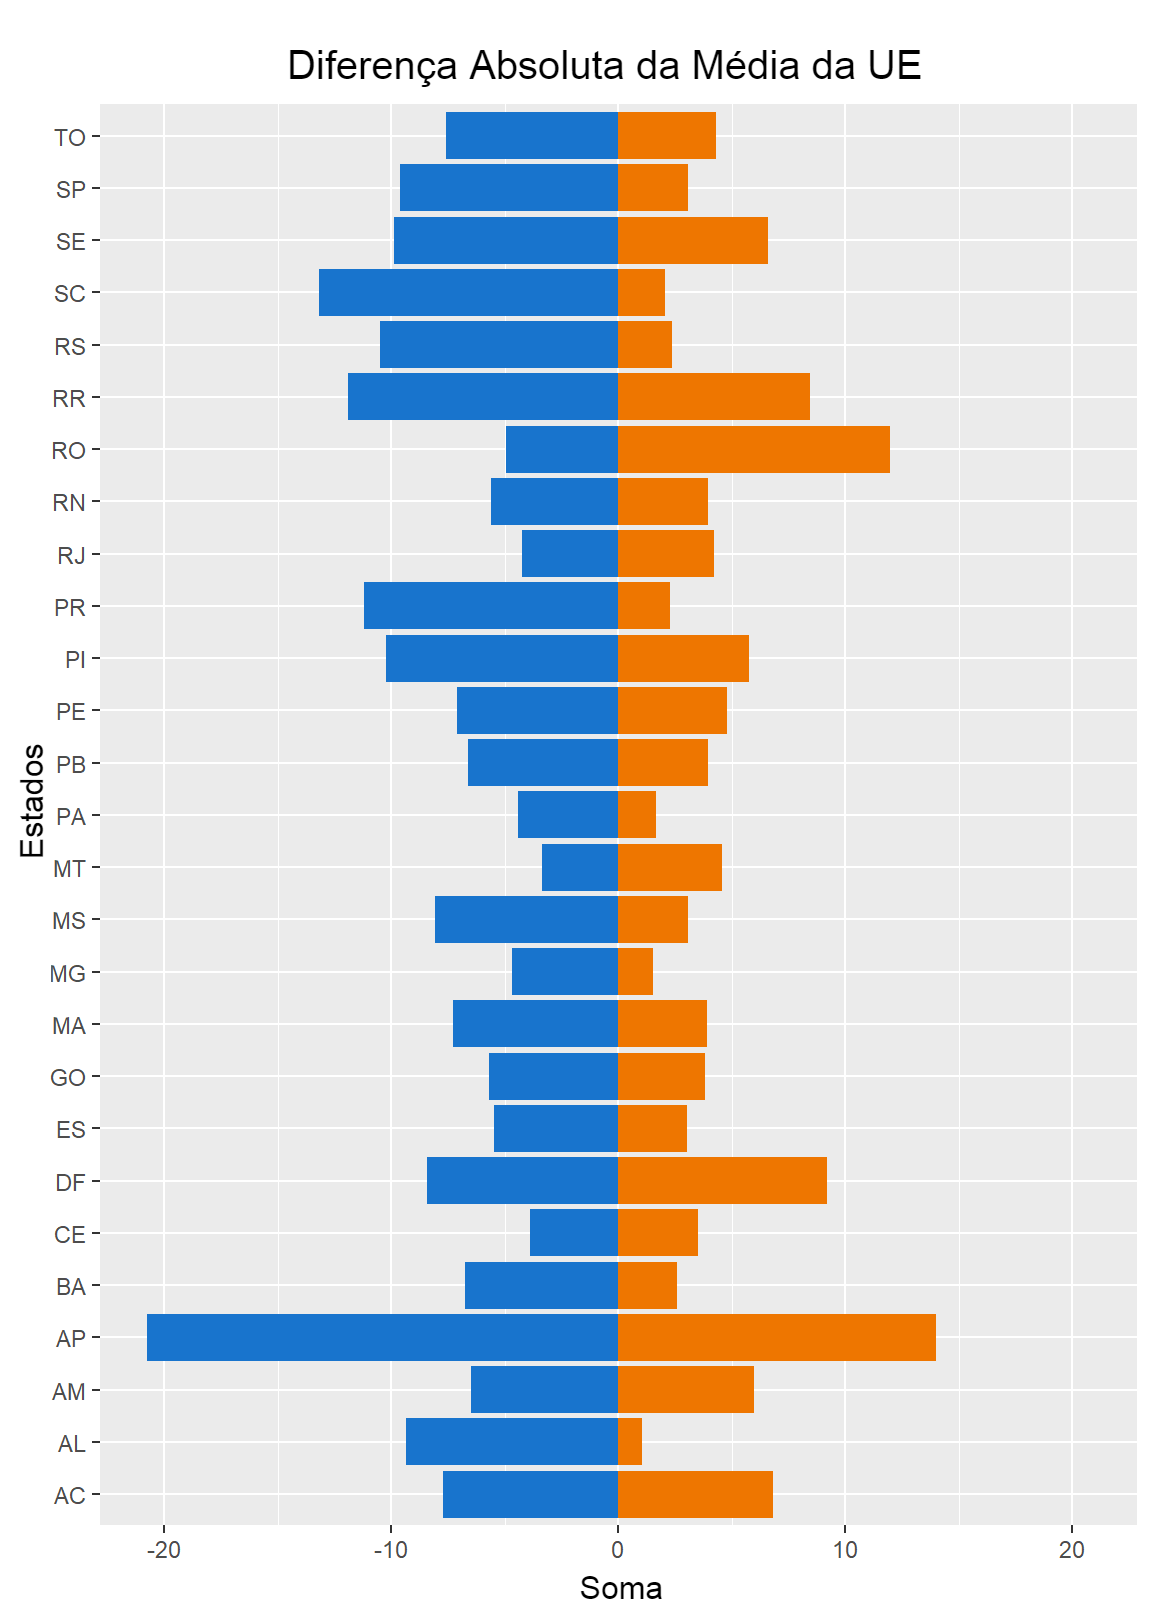 Diferença Absoluta da Média da UE
Estados
TO
SP
SE
SC
RS
RR
RO
RN
RJ
PR
PI
PE
PB
PA
MT
MS
MG
MA
GO
ES
DF
CE
BA
AP
AM
AL
AC
-20 -10 0 10 20
Soma